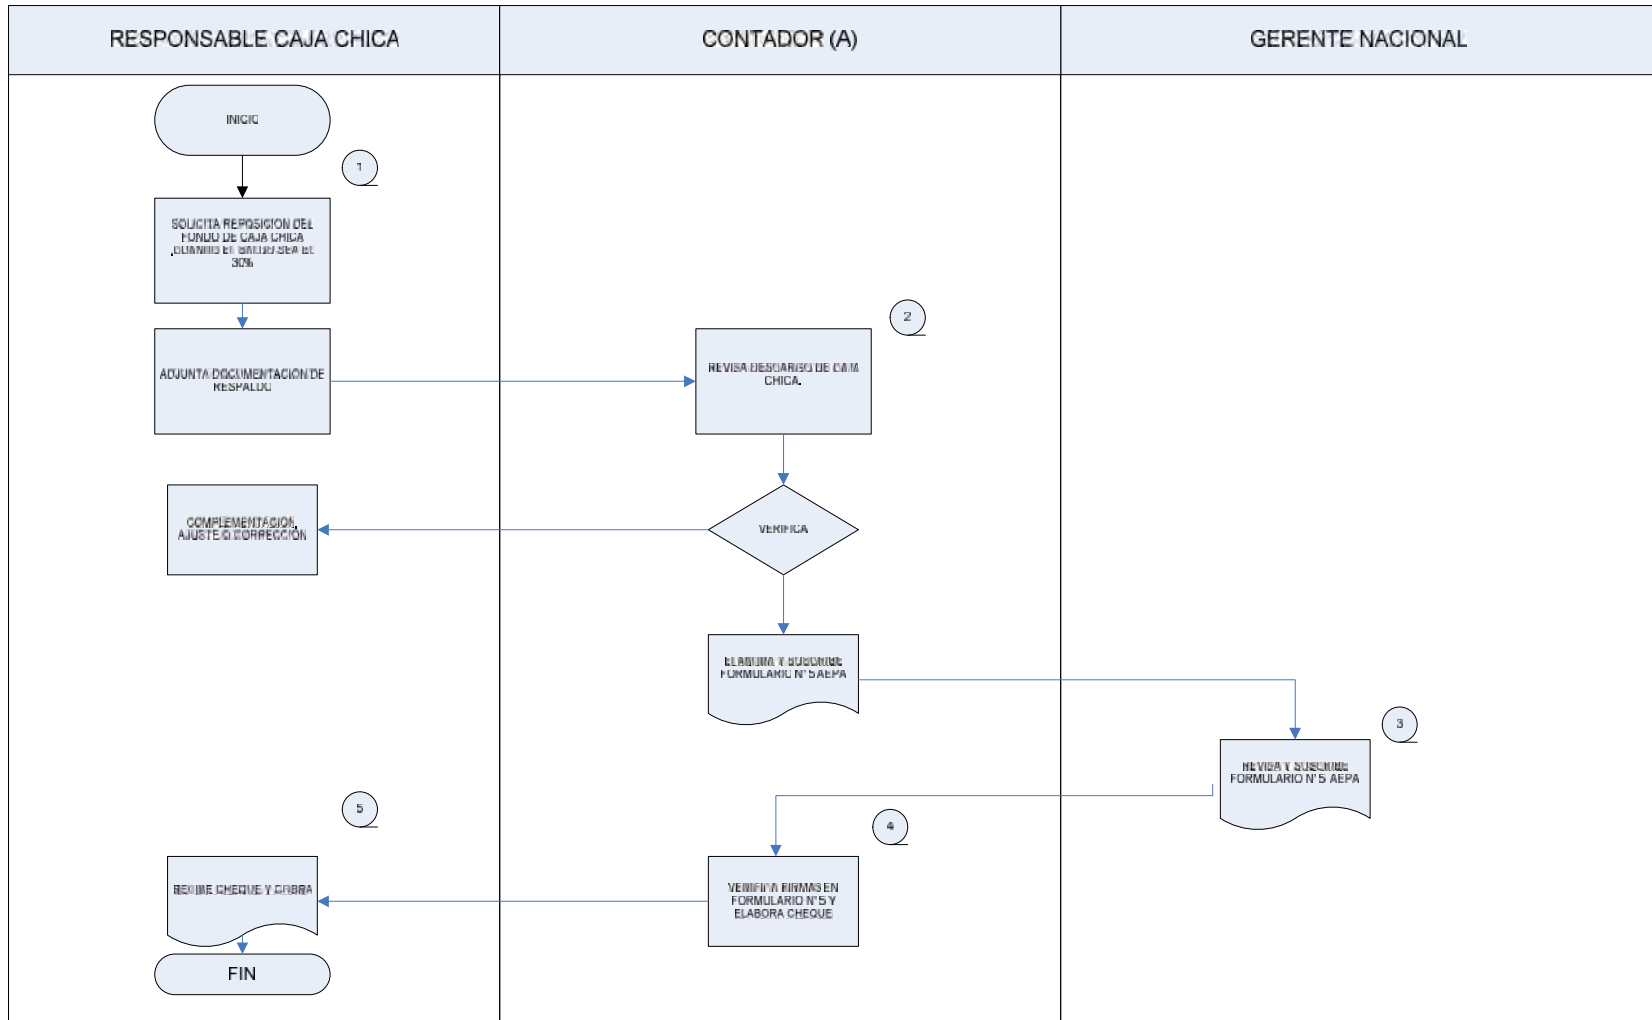 RESPONSABLE CAJA CHICA
CONTADOR (A)
GERENTE NACIONAL
INICIO
1
SOLICITA REPOSICION DEL
FONDO DE CAJA CHICA
CUANDO EL SALDO SEA EL
30%
ADJUNTA DOCUMENTACION DE
RESPALDO
2
REVISA DESCARGO DE CAJA
CHICA.
COMPLEMENTACION,
AJUSTE O CORRECCION
VERIFICA
ELABORA Y SUSCRIBE
FORMULARIO N° 5 AEPA
3
REVISA Y SUSCRIBE
FORMULARIO N° 5 AEPA
5
4
RECIBE CHEQUE Y COBRA
VERIFICA FIRMAS EN
FORMULARIO N° 5 Y
ELABORA CHEQUE
FIN